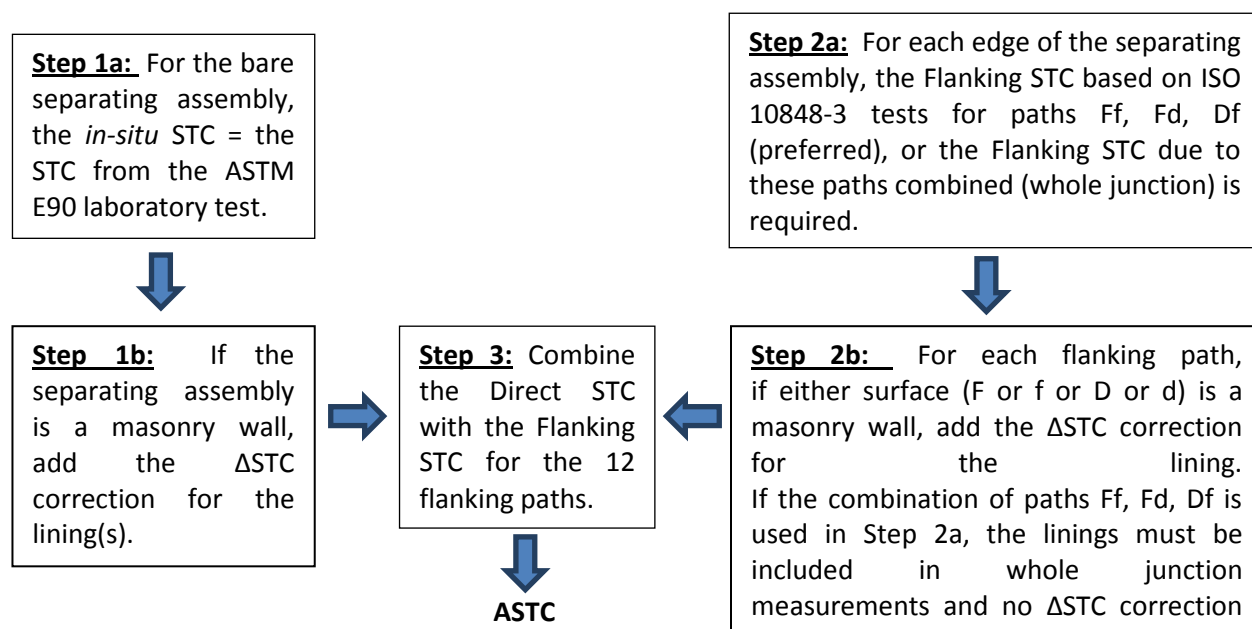 Step 1a: For the bare
separating assembly,
the in-situ STC = the
STC from the ASTM
E90 laboratory test.
Step 2a: For each edge of the separating
assembly, the Flanking STC based on ISO
10848-3 tests for paths Ff, Fd, Df
(preferred), or the Flanking STC due to
these paths combined (whole junction) is
required.
Step 1b: If the
separating assembly
is a masonry wall,
add the ΔSTC
correction for the
lining(s).
Step 3: Combine
the Direct STC
with the Flanking
STC for the 12
flanking paths.
ASTC
Step 2b: For each flanking path,
if either surface (F or f or D or d) is a
masonry wall, add the ΔSTC correction
for the lining.
If the combination of paths Ff, Fd, Df is
used in Step 2a, the linings must be
included in whole junction
measurements and no ΔSTC correction